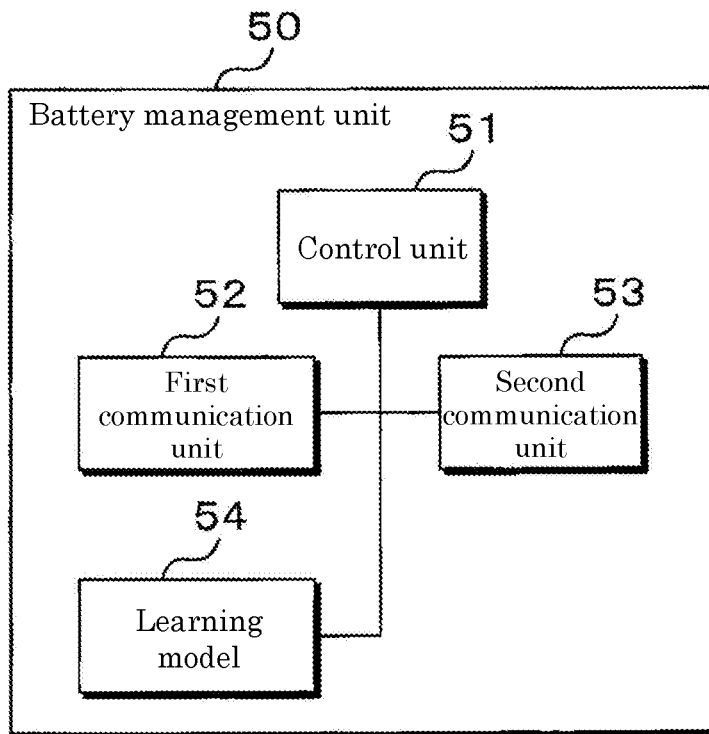 50
Battery management unit
51
Control unit
52
First
communication
unit
53
Second
communication
unit
54
Learning
model